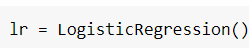 lr = LogisticRegression()